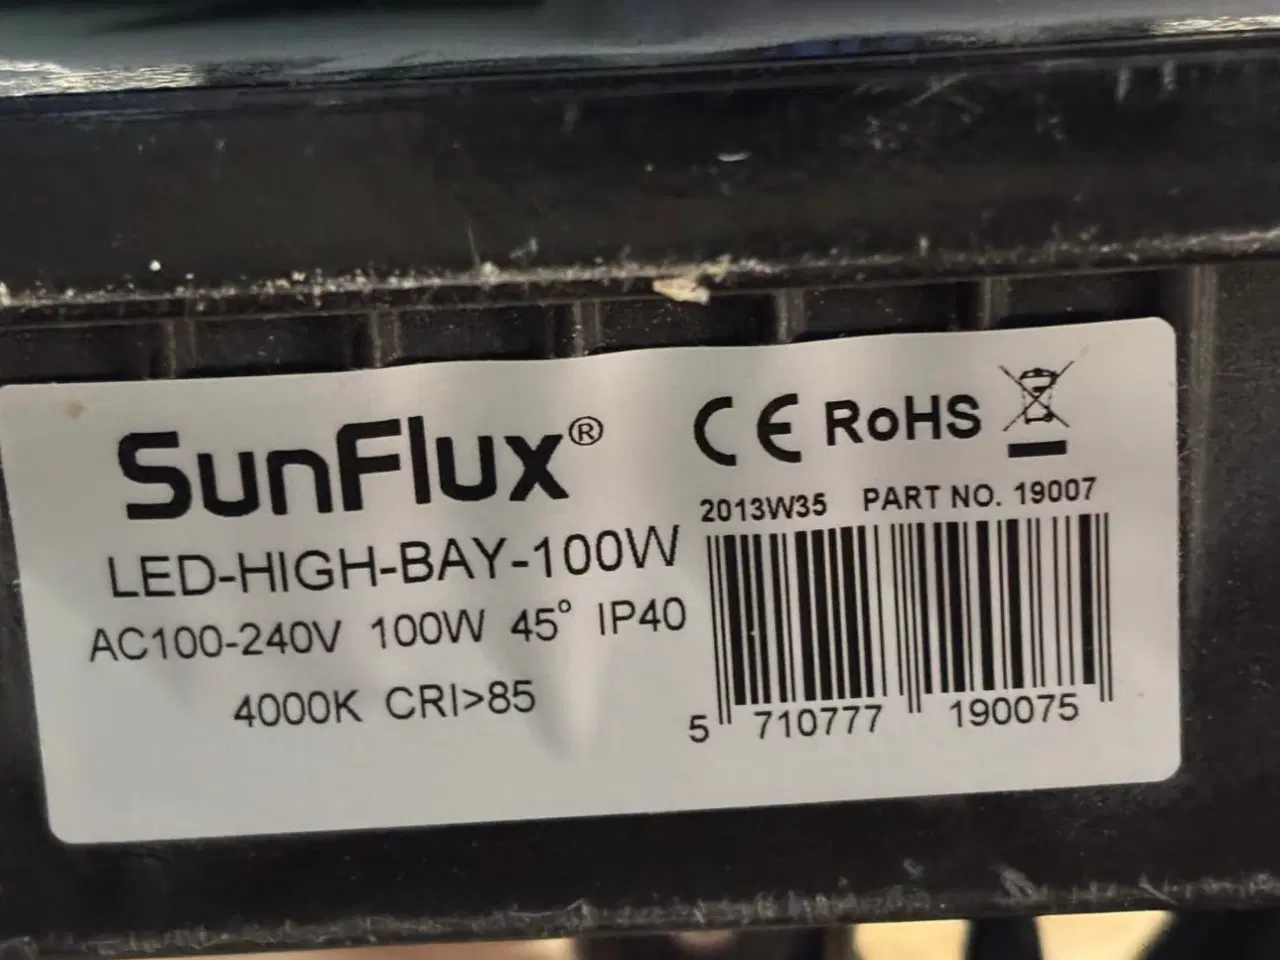 SunFlux®
LED-HIGH-BAY-100W
AC100-240V 100W 45° IP40
4000K CRI>85
CE RoHS
2013W35 PART NO. 19007
5 710777 190075